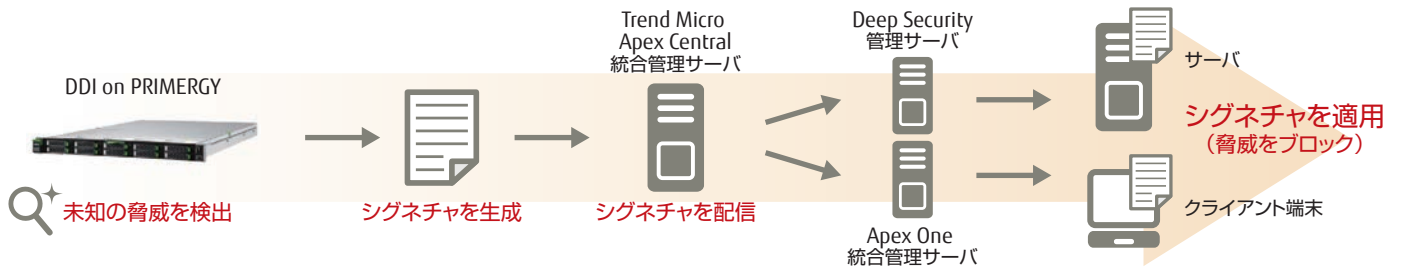 DDI on PRIMERGY
未知の脅威を検出
シグネチャを生成
Trend Micro
Apex Central
統合管理サーバ
シグネチャを配信
Deep Security
管理サーバ
Apex One
統合管理サーバ
サーバ
シグネチャを適用
（脅威をブロック）
クライアント端末